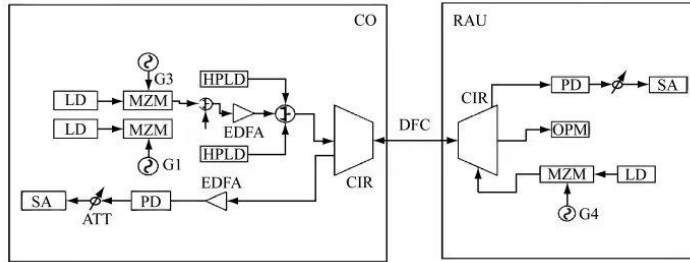 CO
RAU
G3
HPLD
LD
MZM
EDFA
LD
MZM
HPLD
G1
CIR
EDFA
SA
ATT
PD
DFC
CIR
PD
SA
OPM
MZM
LD
G4